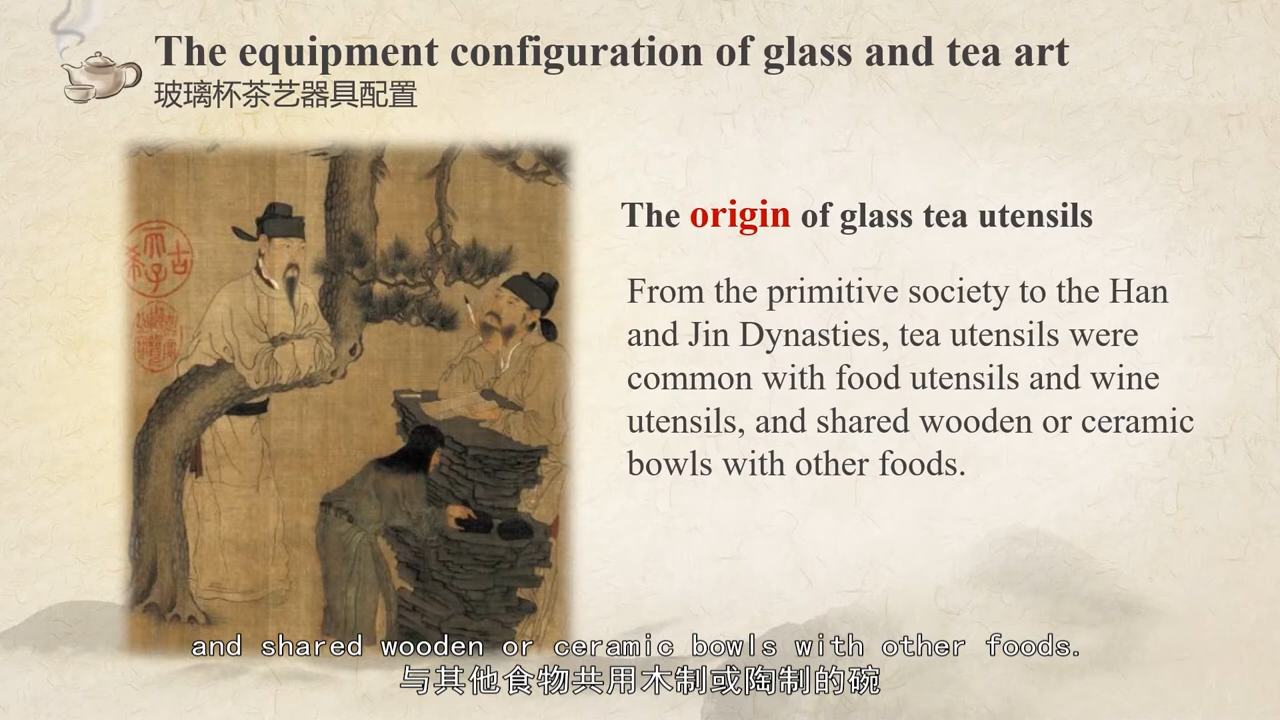 The equipment configuration of glass and tea art
玻璃杯茶艺器具配置
The origin of glass tea utensils
From the primitive society to the Han
and Jin Dynasties, tea utensils were
common with food utensils and wine
utensils, and shared wooden or ceramic
bowls with other foods.
and shared wooden or ceramic bowls with other foods.
与其他食物共用木制或陶制的碗